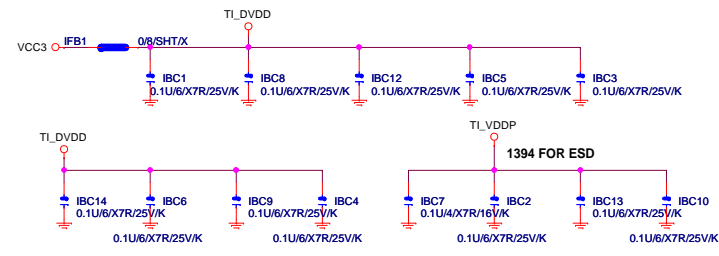 TI_DVDD
VCC3 IFB1 0/8/SHT/X
IBC1 IBC8 IBC12 IBC5 IBC3
0.1U/6/X7R/25V/K 0.1U/6/X7R/25V/K 0.1U/6/X7R/25V/K 0.1U/6/X7R/25V/K 0.1U/6/X7R/25V/K
TI_DVDD TI_VDDP
1394 FOR ESD
IBC14 IBC6 IBC9 IBC4 IBC7 IBC2 IBC13 IBC10
0.1U/6/X7R/25V/K 0.1U/6/X7R/25V/K 0.1U/4/X7R/16V/K 0.1U/6/X7R/25V/K
0.1U/6/X7R/25V/K 0.1U/6/X7R/25V/K 0.1U/6/X7R/25V/K 0.1U/6/X7R/25V/K